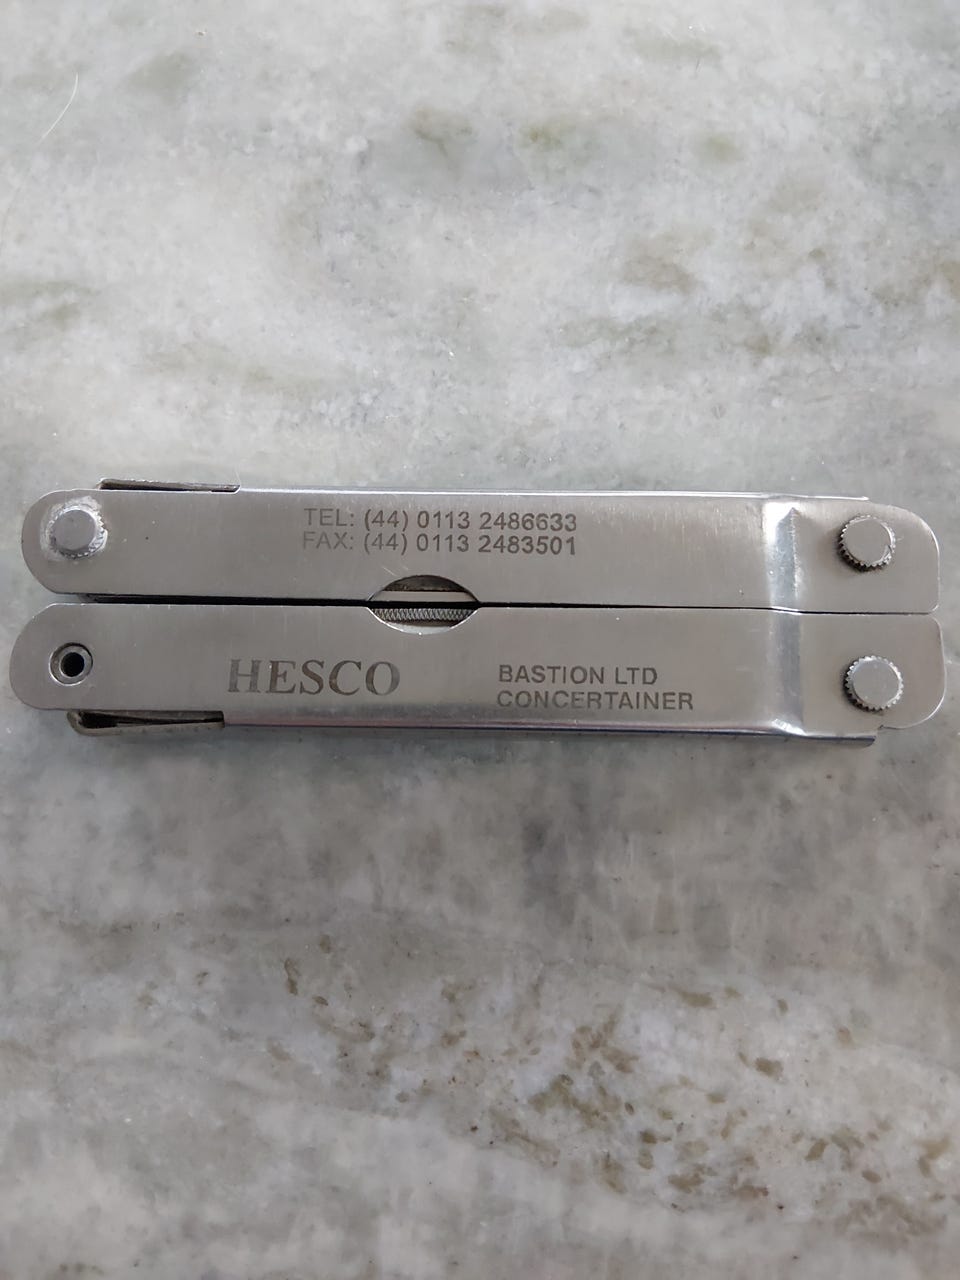 TEL: (44) 0113 2486633
FAX: (44) 0113 2483501
HESCO
BASTION LTD
CONCERTAINER